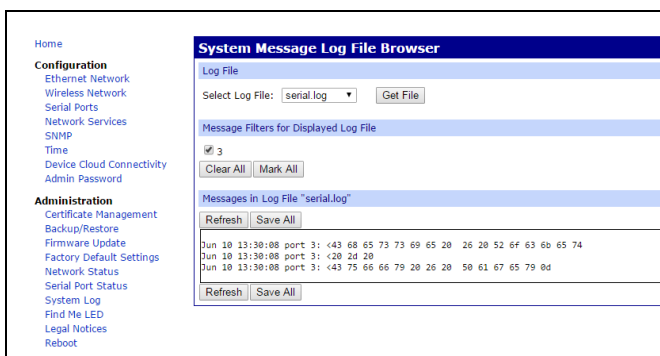 Home
Configuration
Ethernet Network
Wireless Network
Serial Ports
Network Services
SNMP
Time
Device Cloud Connectivity
Admin Password
Administration
Certificate Management
Backup/Restore
Firmware Update
Factory Default Settings
Network Status
Serial Port Status
System Log
Find Me LED
Legal Notices
Reboot
System Message Log File Browser
Log File
Select Log File: serial.log Get File
Message Filters for Displayed Log File
3
Clear All Mark All
Messages in Log File "serial.log"
Refresh Save All
Jun 10 13:30:08 port 3: <43 68 65 73 73 69 65 20 26 20 52 6f 63 6b 65 74
Jun 10 13:30:08 port 3: <20 2d 20
Jun 10 13:30:08 port 3: <43 75 66 66 79 20 26 20 50 61 67 65 79 0d
Refresh Save All